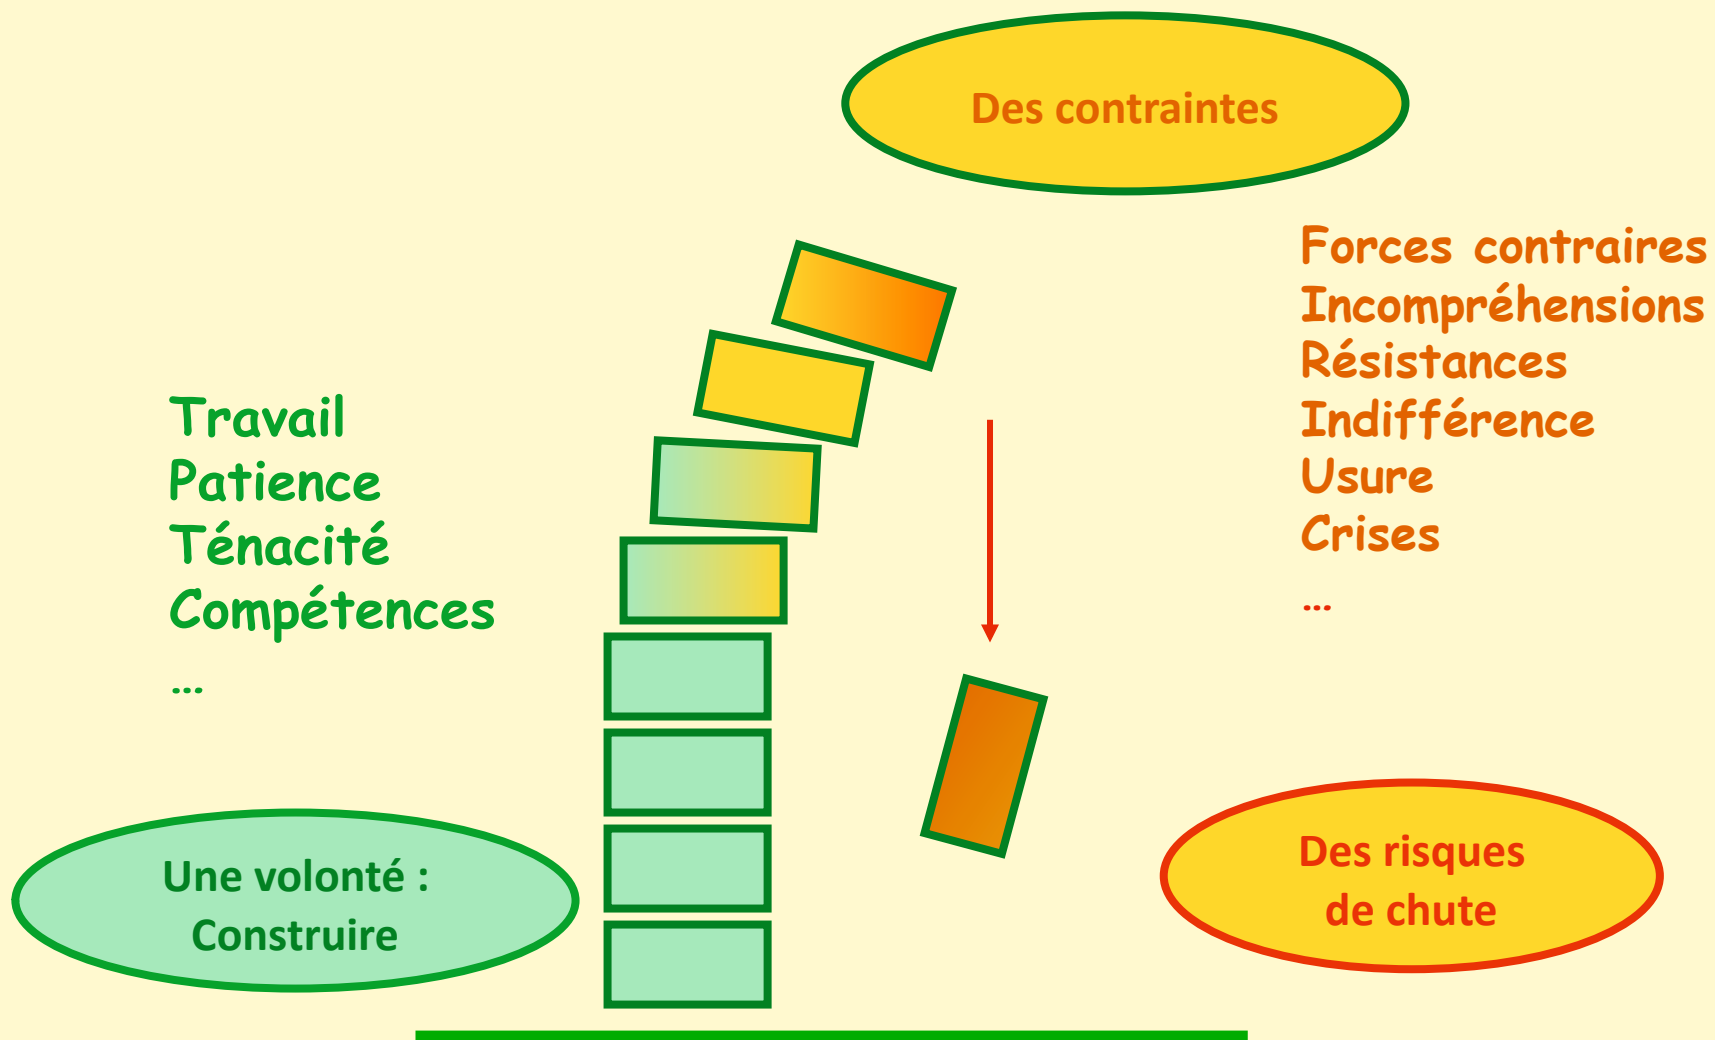 Des contraintes
Forces contraires
Incompréhensions
Résistances
Indifférence
Usure
Crises
…
Travail
Patience
Ténacité
Compétences
…
Une volonté :
Construire
Des risques
de chute